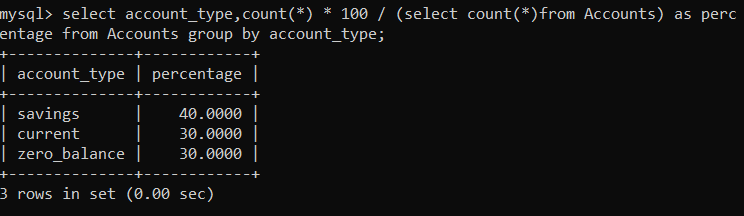 mysql> select account_type,count(*) * 100 / (select count(*)from Accounts) as perc
entage from Accounts group by account_type;
+--------------+------------+
| account_type | percentage |
+--------------+------------+
| savings      |    40.0000 |
| current      |    30.0000 |
| zero_balance |    30.0000 |
+--------------+------------+
3 rows in set (0.00 sec)